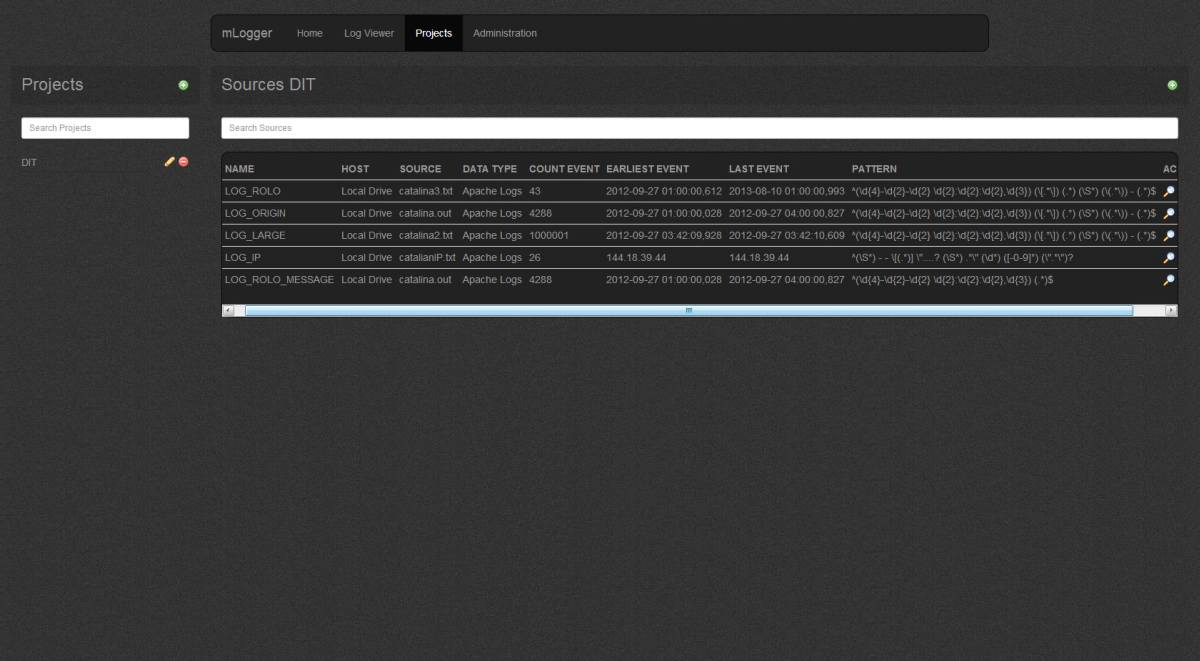 mLogger Home Log Viewer Projects Administration
Projects
Sources DIT
Search Projects
Search Sources
DIT
NAME HOST SOURCE DATA TYPE COUNT EVENT EARLIEST EVENT LAST EVENT PATTERN AC
LOG_ROLO Local Drive catalina3.txt Apache Logs 43 2012-09-27 01:00:00,612 2013-08-10 01:00:00,993 ^(\d{4}-\d{2}-\d{2} \d{2}:\d{2}:\d{2},\d{3}) (\[.*\]) (.*) (\S*) (\(.*\)) - (.*)$
LOG_ORIGIN Local Drive catalina.out Apache Logs 4288 2012-09-27 01:00:00,028 2012-09-27 04:00:00,827 ^(\d{4}-\d{2}-\d{2} \d{2}:\d{2}:\d{2},\d{3}) (\[.*\]) (.*) (\S*) (\(.*\)) - (.*)$
LOG_LARGE Local Drive catalina2.txt Apache Logs 1000001 2012-09-27 03:42:09,928 2012-09-27 03:42:10,609 ^(\d{4}-\d{2}-\d{2} \d{2}:\d{2}:\d{2},\d{3}) (\[.*\]) (.*) (\S*) (\(.*\)) - (.*)$
LOG_IP Local Drive catalianIP.txt Apache Logs 26 144.18.39.44 144.18.39.44 ^(\S*) - - \[(.*)] \"....? (\S*) .*\" (\d*) ([-0-9]*) (\".*\")?
LOG_ROLO_MESSAGE Local Drive catalina.out Apache Logs 4288 2012-09-27 01:00:00,028 2012-09-27 04:00:00,827 ^(\d{4}-\d{2}-\d{2} \d{2}:\d{2}:\d{2},\d{3}) (.*)$